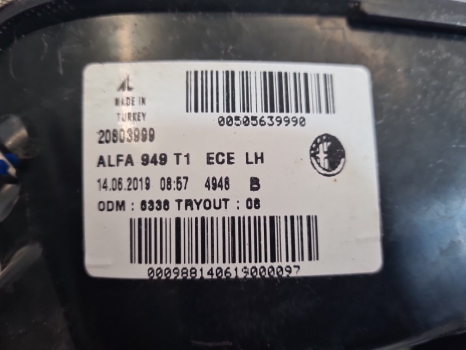 AL
MADE IN
TURKEY
00505639990
20603999
ALFA 949 T1 ECE LH
14.06.2019 08:57 4948 B
ODM : 6336 TRYOUT : 06
000988140619000097